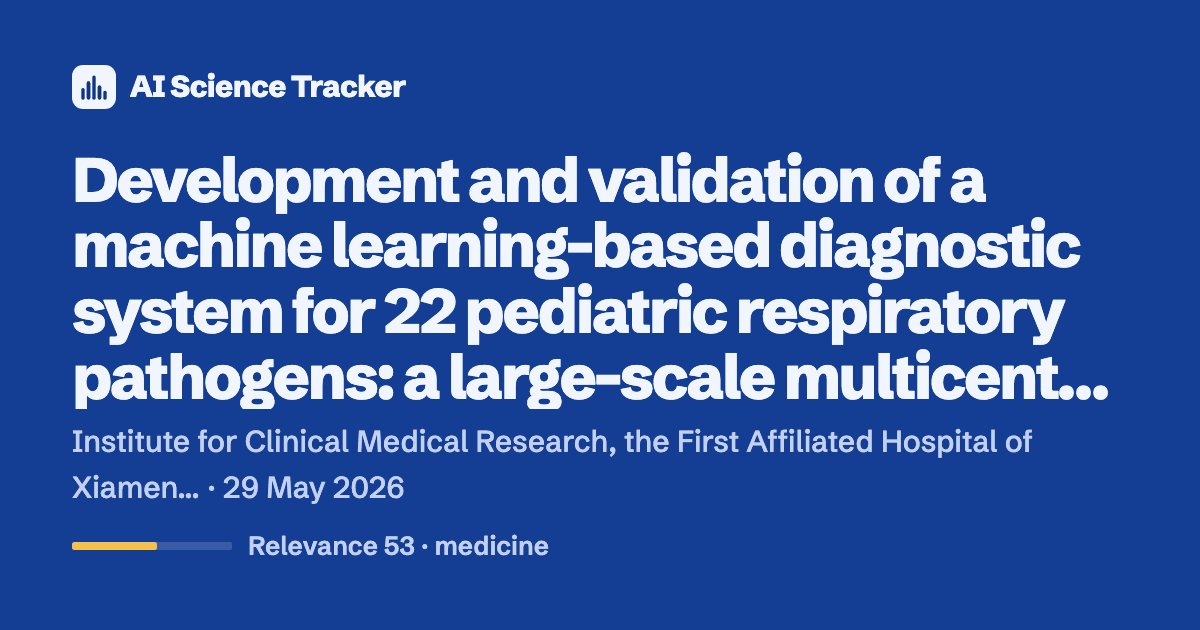 AI Science Tracker
Development and validation of a
machine learning-based diagnostic
system for 22 pediatric respiratory
pathogens: a large-scale multicent...
Institute for Clinical Medical Research, the First Affiliated Hospital of
Xiamen... · 29 May 2026
Relevance 53 · medicine